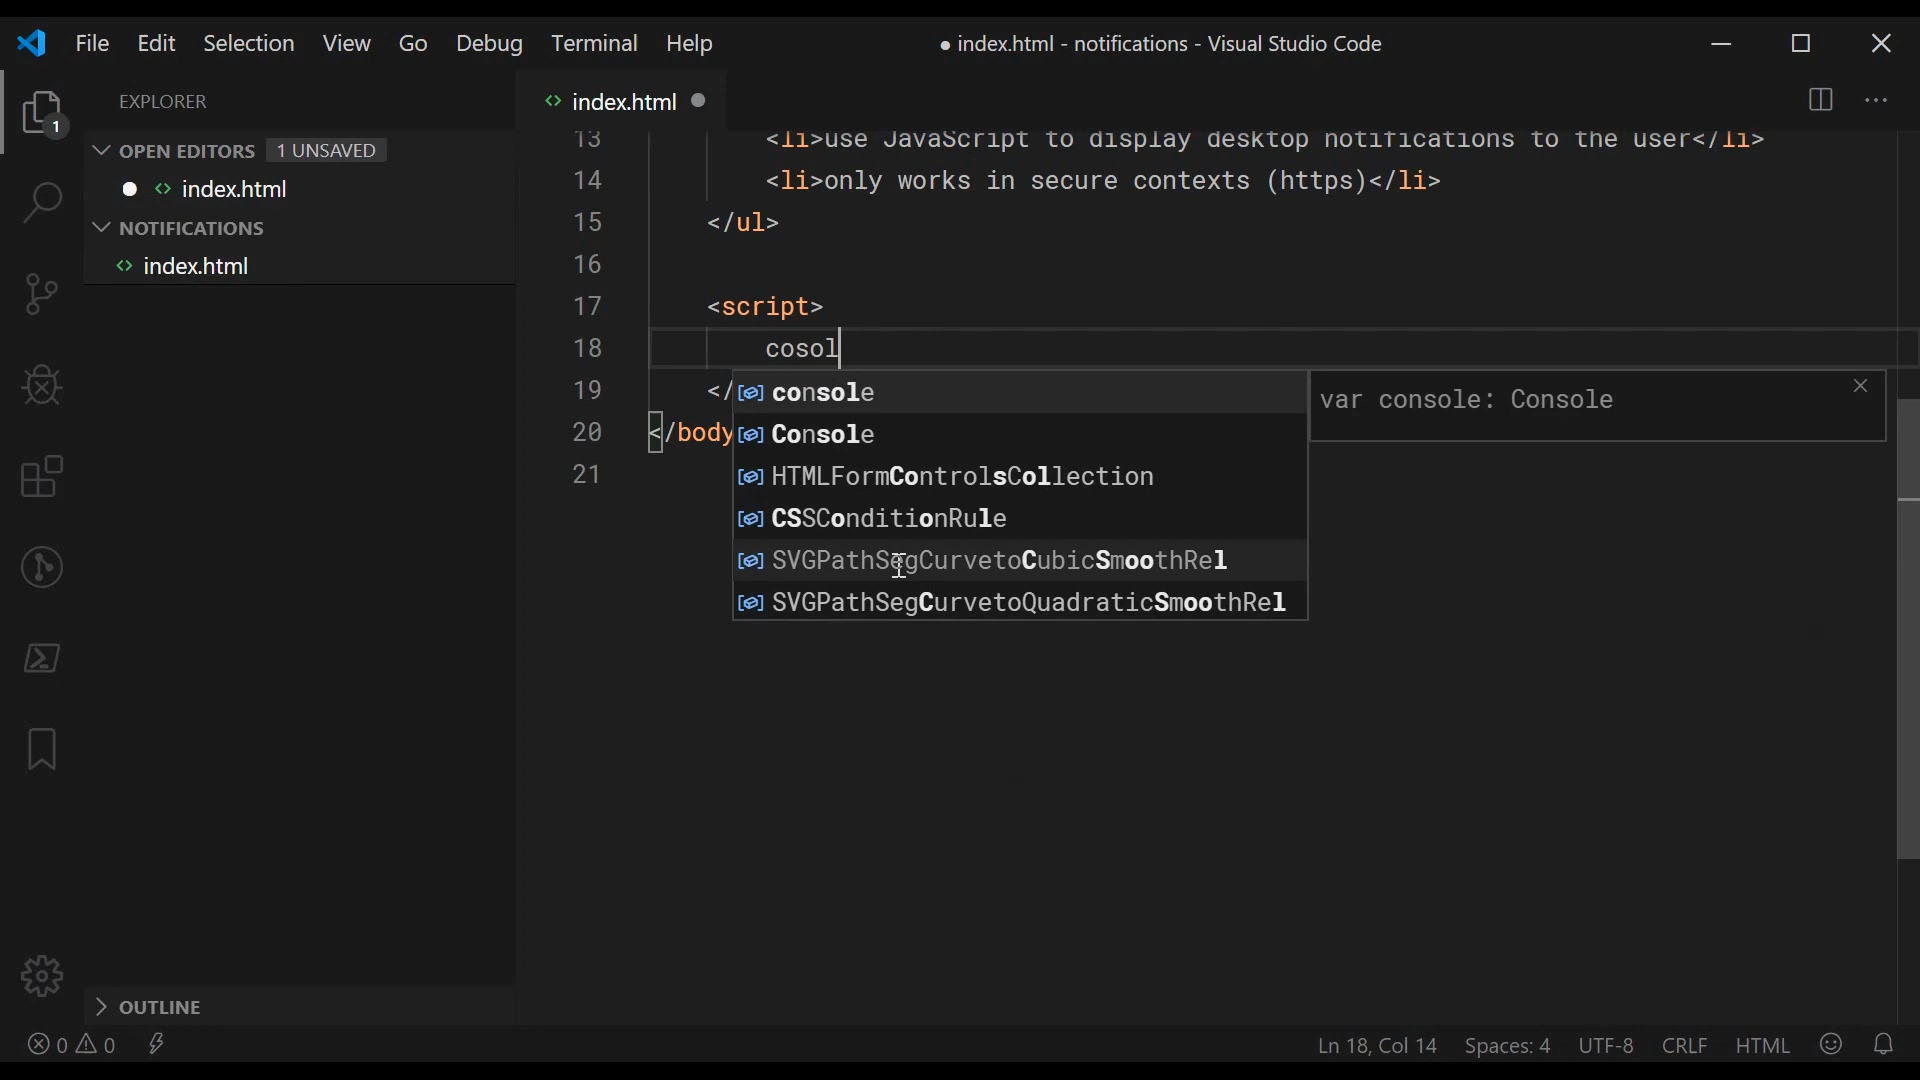 File Edit Selection View Go Debug Terminal Help
● index.html - notifications - Visual Studio Code
EXPLORER
1
OPEN EDITORS 1 UNSAVED
index.html
NOTIFICATIONS
index.html
OUTLINE
index.html
13 <li>use JavaScript to display desktop notifications to the user</li>
14 <li>only works in secure contexts (https)</li>
15 </ul>
16
17 <script>
18 cosol
19 </
20 </body
21
console
Console
HTMLFormControlsCollection
CSSConditionRule
SVGPathSegCurvetoCubicSmoothRel
SVGPathSegCurvetoQuadraticSmoothRel
var console: Console
0 0 Ln 18, Col 14 Spaces: 4 UTF-8 CRLF HTML